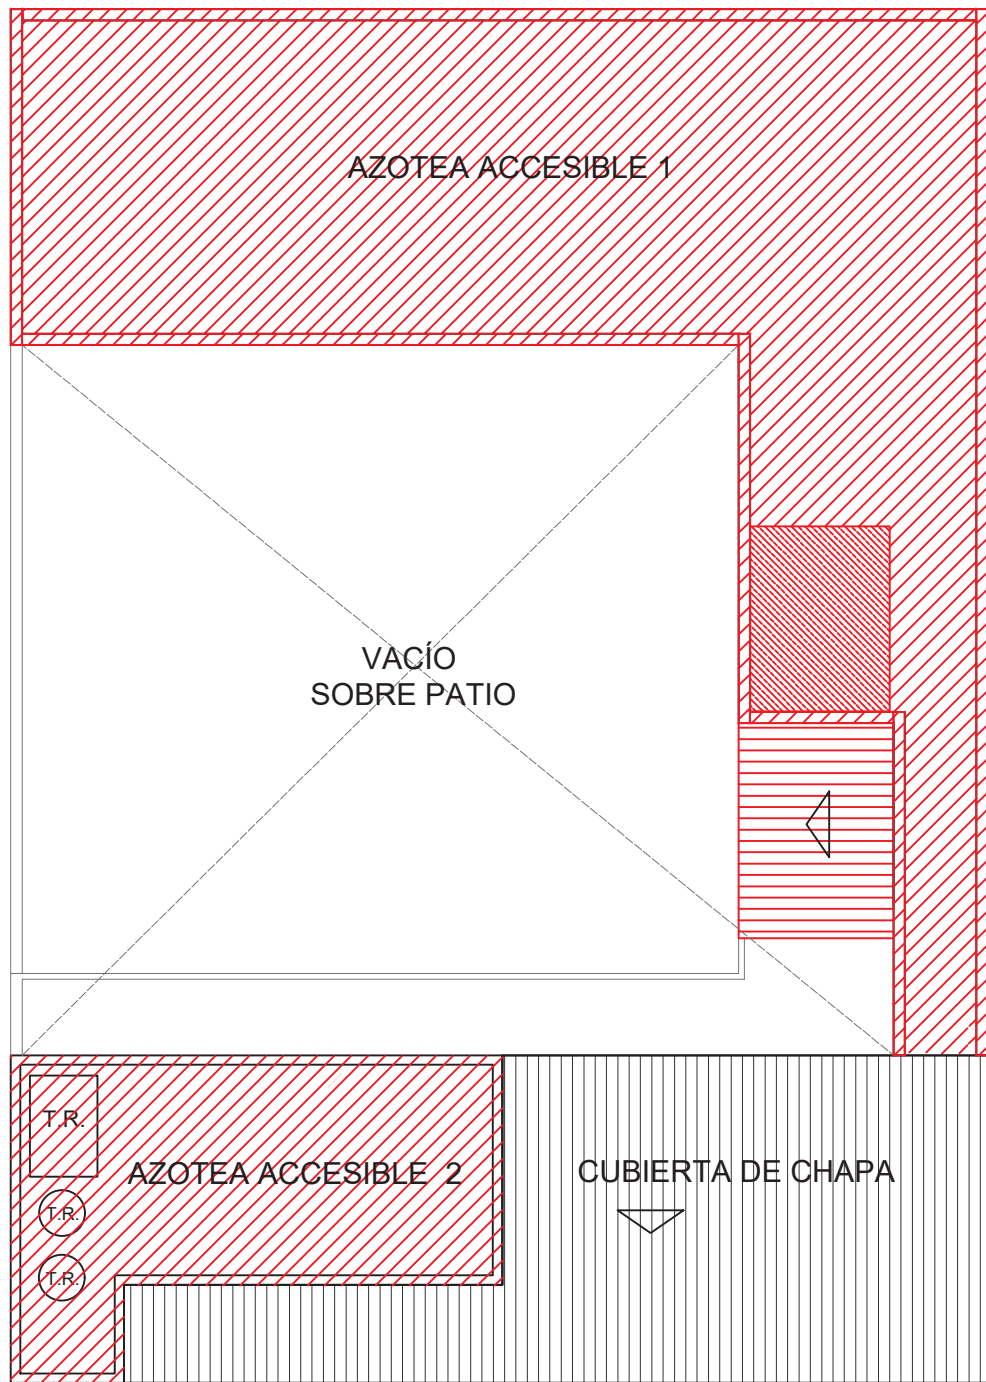 AZOTEA ACCESIBLE 1
VACÍO
SOBRE PATIO
T.R.
AZOTEA ACCESIBLE 2
CUBIERTA DE CHAPA
T.R.
T.R.